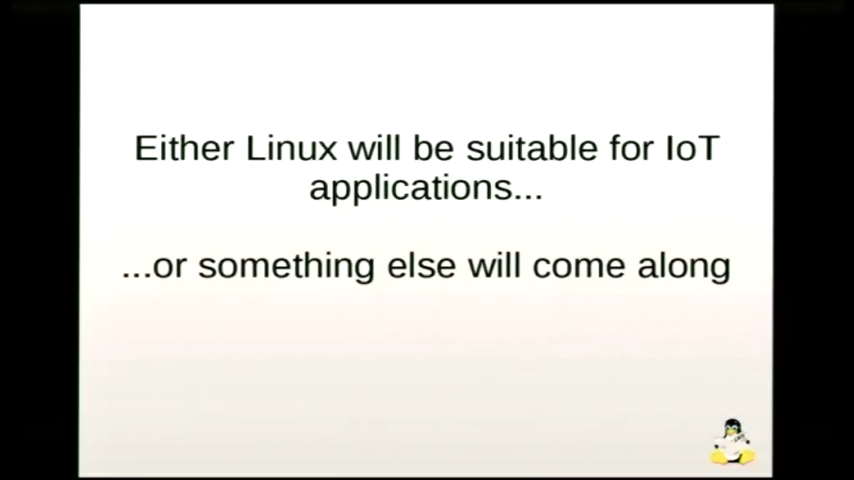 Either Linux will be suitable for IoT
applications...
...or something else will come along